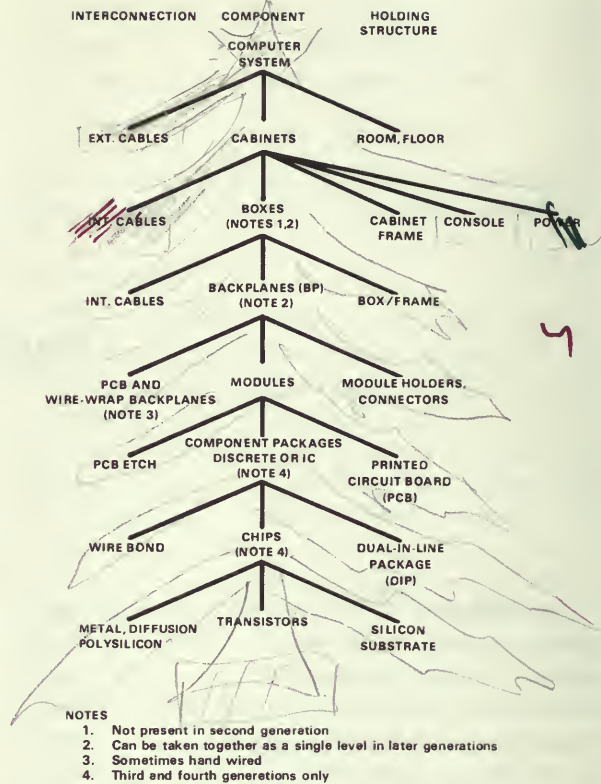 INTERCONNECTION COMPONENT HOLDING
STRUCTURE
COMPUTER
SYSTEM
EXT. CABLES CABINETS ROOM, FLOOR
INT. CABLES BOXES
(NOTES 1,2) CABINET
FRAME CONSOLE POWER
INT. CABLES BACKPLANES (BP)
(NOTE 2) BOX/FRAME
PCB AND
WIRE-WRAP BACKPLANES
(NOTE 3) MODULES MODULE HOLDERS,
CONNECTORS
PCB ETCH COMPONENT PACKAGES
DISCRETE OR IC
(NOTE 4) PRINTED
CIRCUIT BOARD
(PCB)
WIRE BOND CHIPS
(NOTE 4) DUAL-IN-LINE
PACKAGE
(DIP)
METAL, DIFFUSION
POLYSILICON TRANSISTORS SILICON
SUBSTRATE
NOTES
1. Not present in second generation
2. Can be taken together as a single level in later generations
3. Sometimes hand wired
4. Third and fourth generetions only